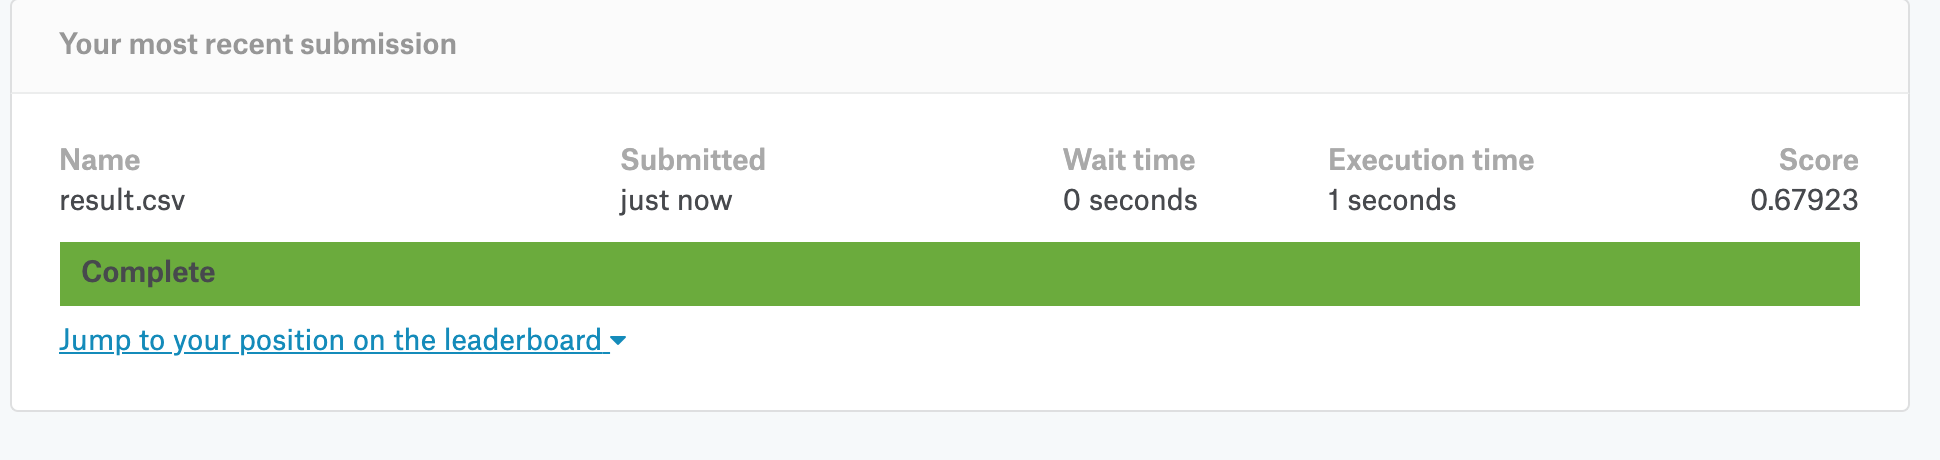 Your most recent submission
Name Submitted Wait time Execution time Score
result.csv just now 0 seconds 1 seconds 0.67923
Complete
Jump to your position on the leaderboard